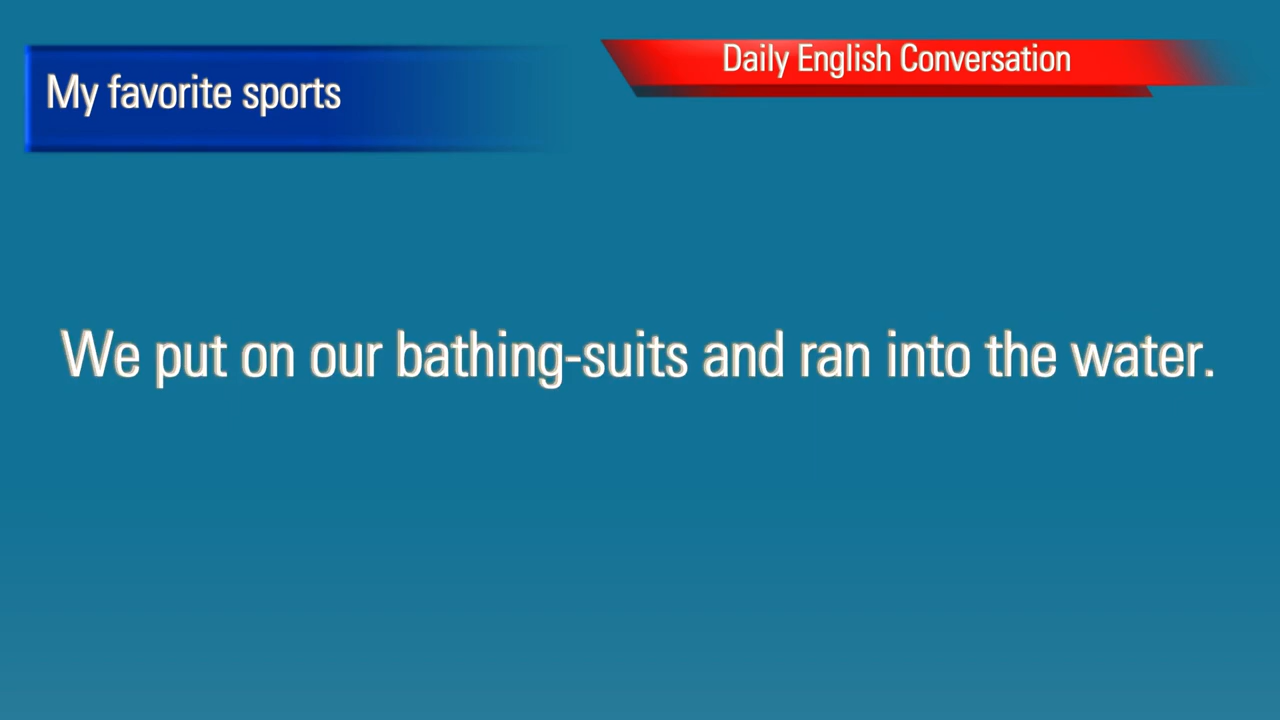 My favorite sports
Daily English Conversation
We put on our bathing-suits and ran into the water.